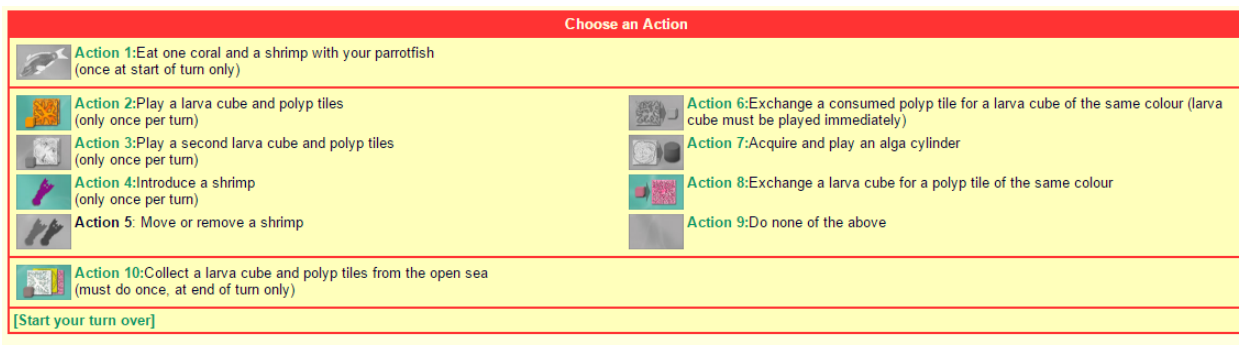 Choose an Action
Action 1:Eat one coral and a shrimp with your parrotfish
(once at start of turn only)
Action 2:Play a larva cube and polyp tiles
(only once per turn)
Action 3:Play a second larva cube and polyp tiles
(only once per turn)
Action 4:Introduce a shrimp
(only once per turn)
Action 5: Move or remove a shrimp
Action 6:Exchange a consumed polyp tile for a larva cube of the same colour (larva
cube must be played immediately)
Action 7:Acquire and play an alga cylinder
Action 8:Exchange a larva cube for a polyp tile of the same colour
Action 9:Do none of the above
Action 10:Collect a larva cube and polyp tiles from the open sea
(must do once, at end of turn only)
[Start your turn over]